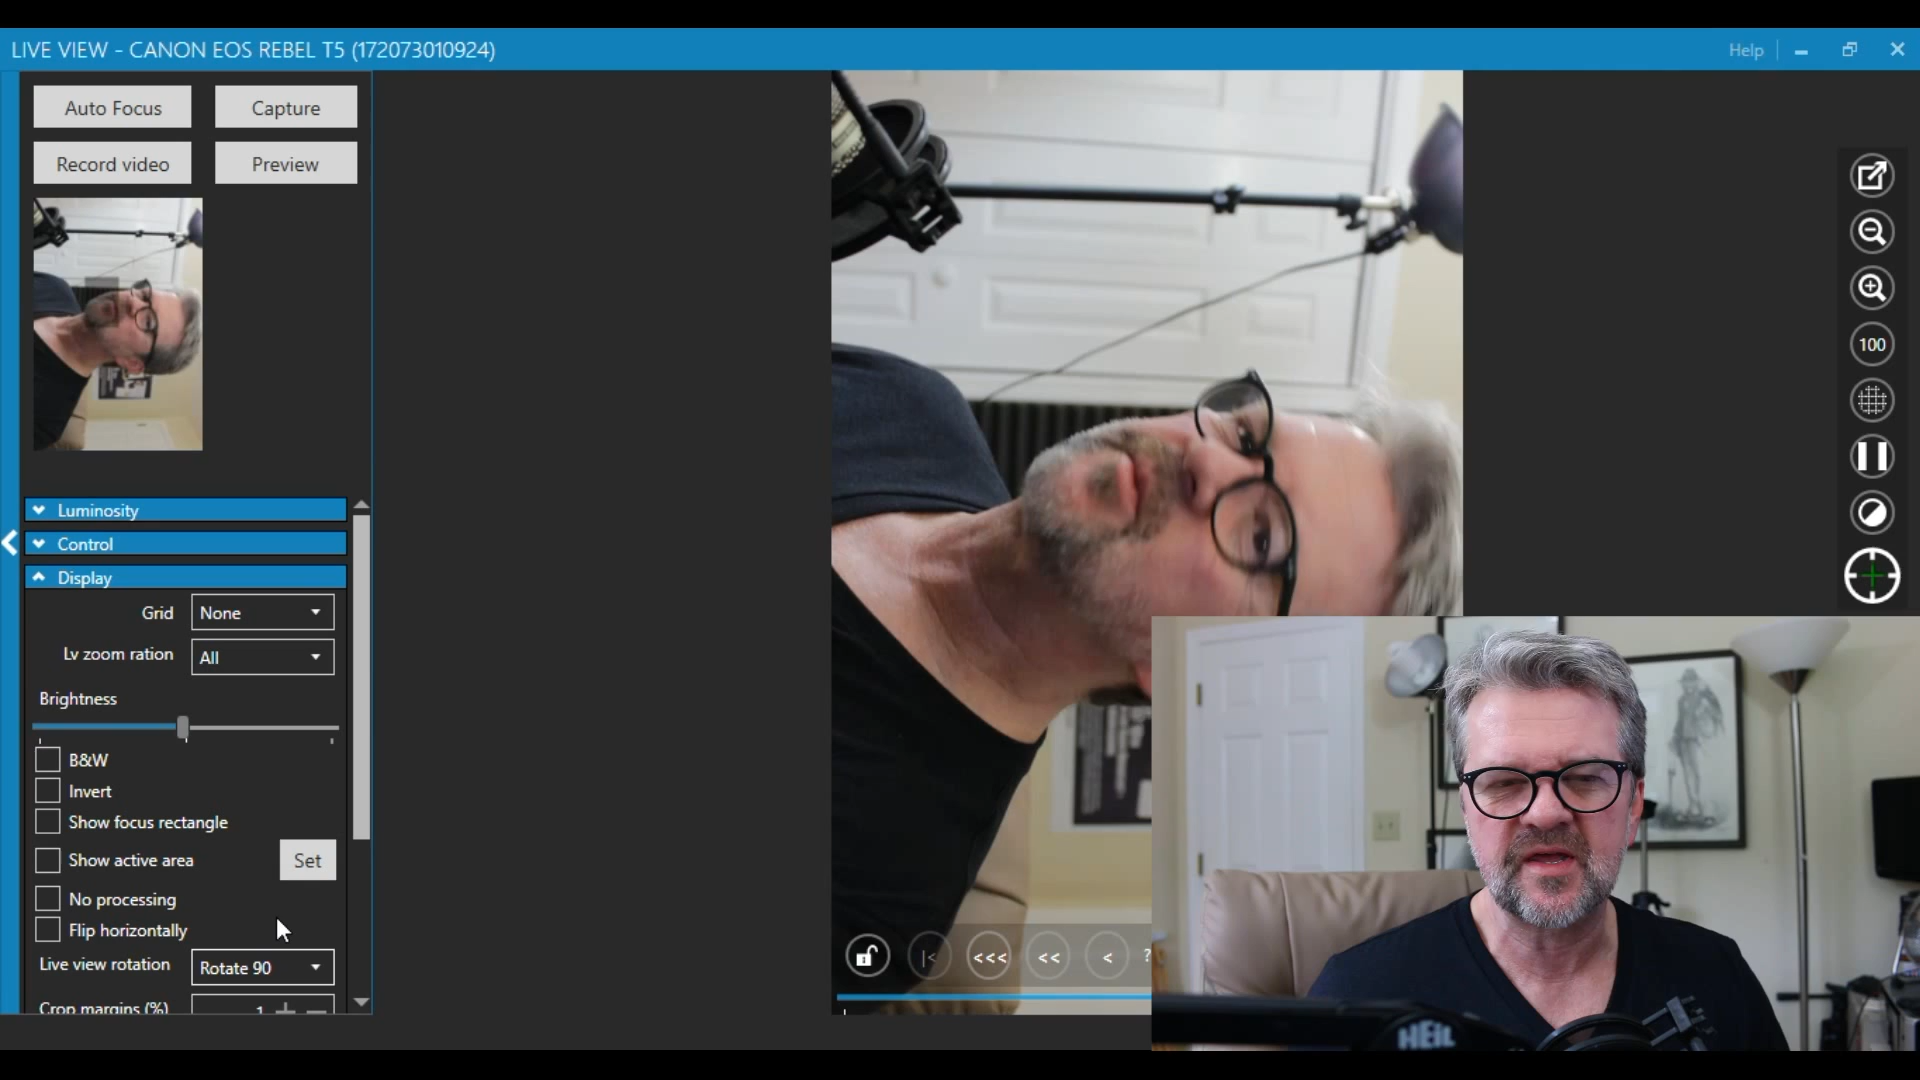 LIVE VIEW - CANON EOS REBEL T5 (172073010924)
Help
Auto Focus
Capture
Record video
Preview
100
Luminosity
Control
Display
Grid
None
Lv zoom ration
All
Brightness
B&W
Invert
Show focus rectangle
Show active area
Set
No processing
Flip horizontally
Live view rotation
Rotate 90
Crop margins (%)
1
|<
<<<
<<
<
?
HEIL